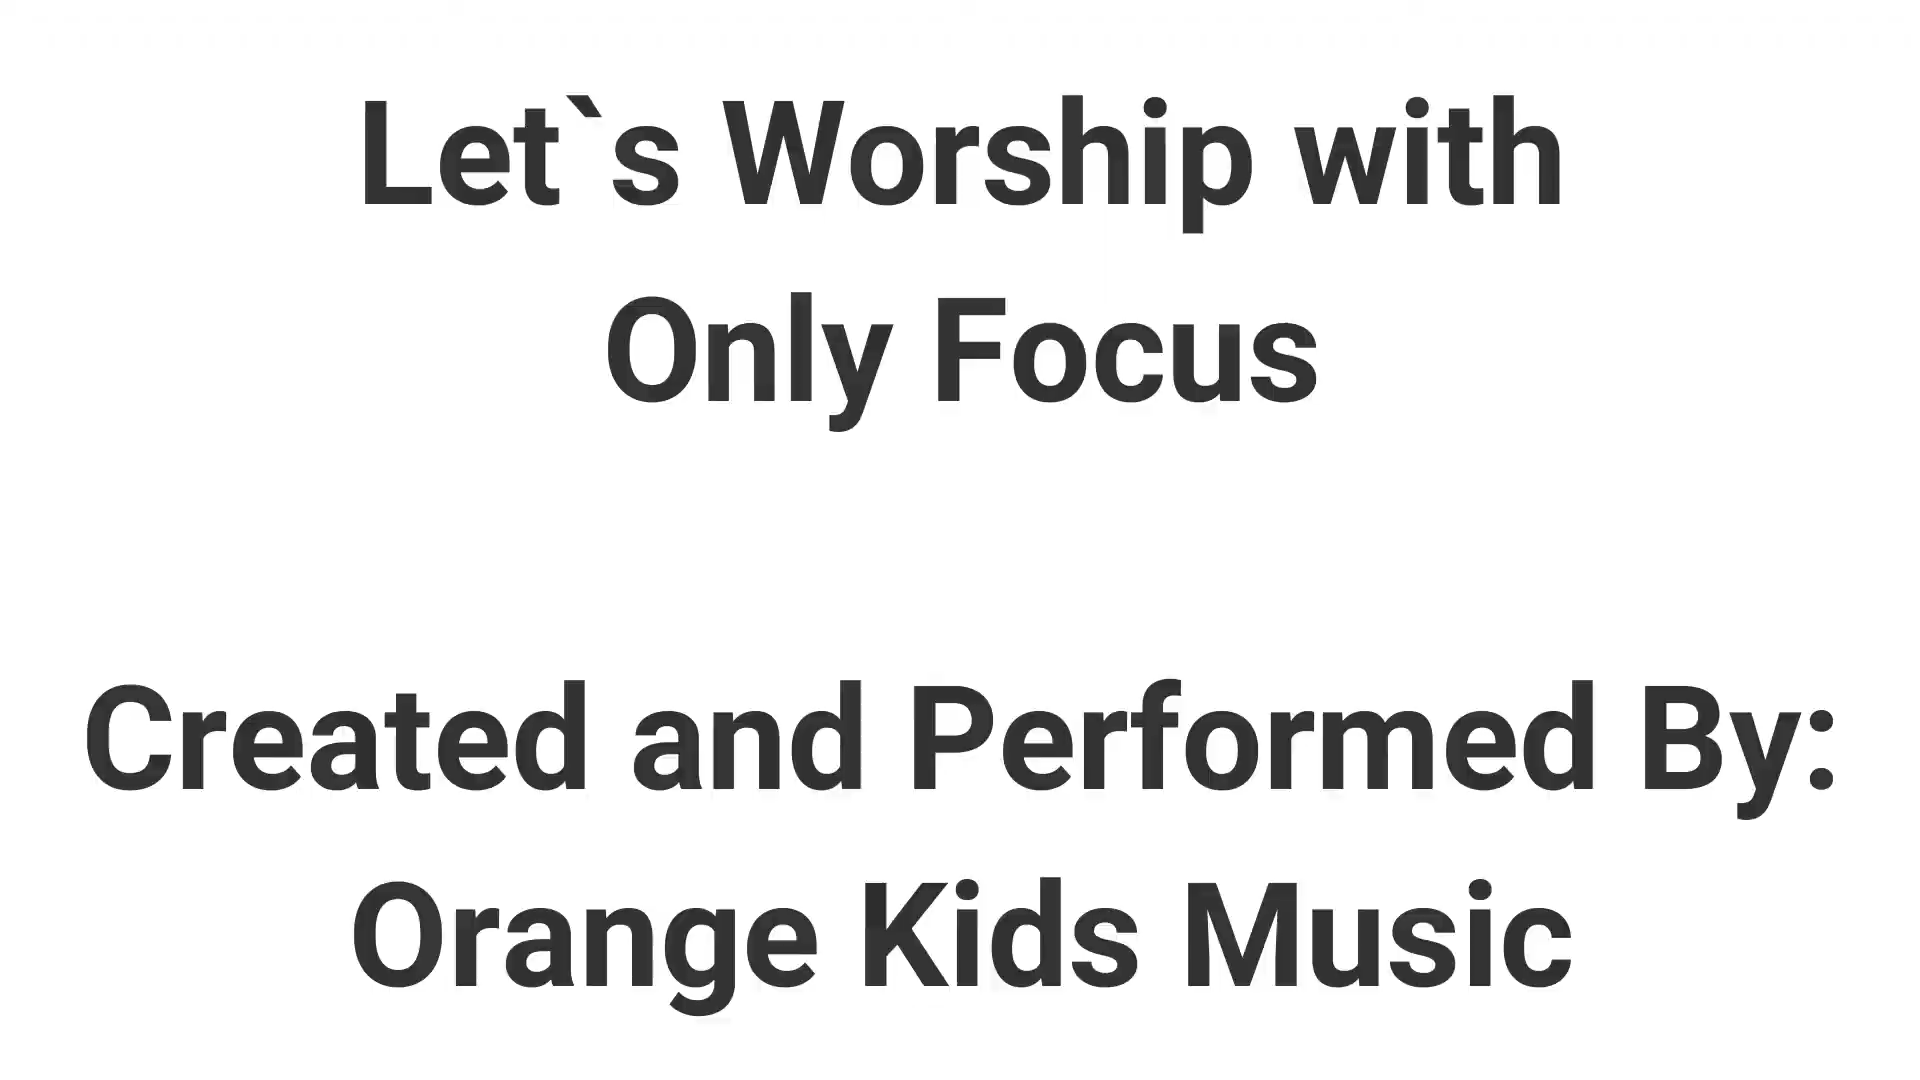 Let`s Worship with
Only Focus
Created and Performed By:
Orange Kids Music